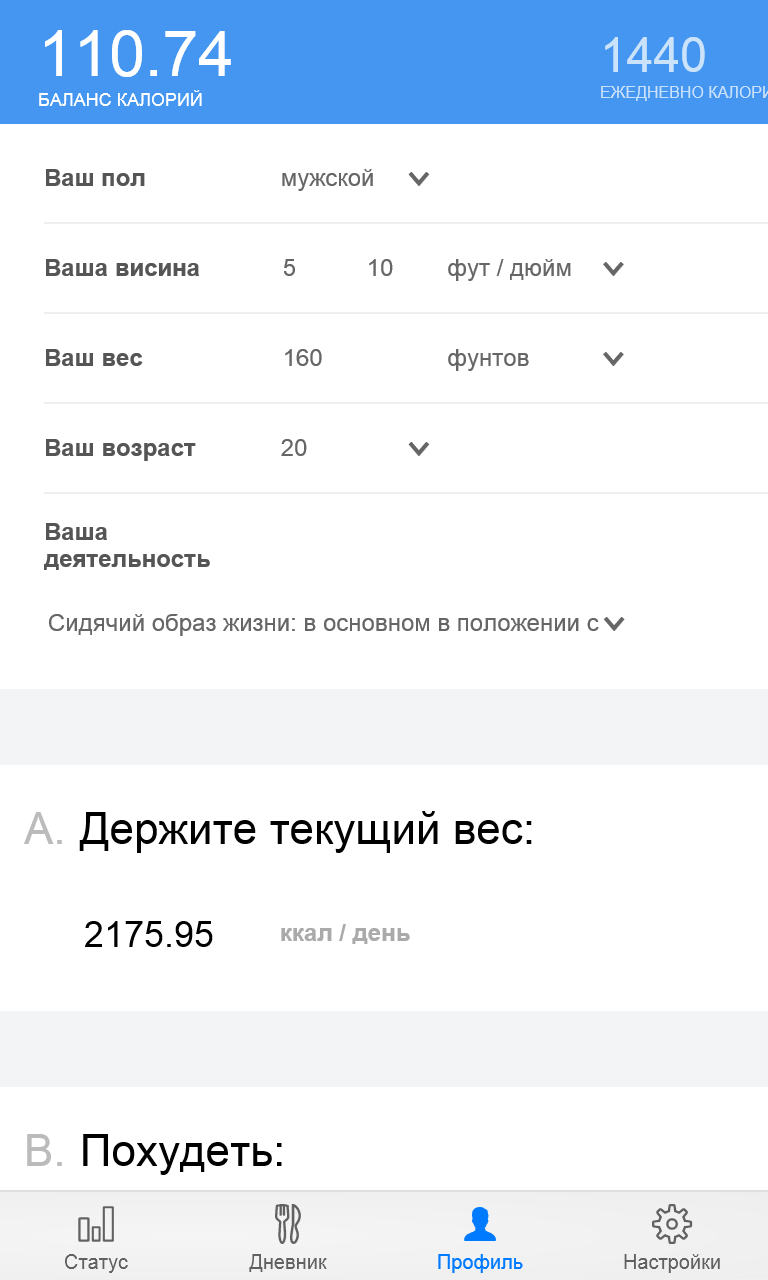 110.74
1440
БАЛАНС КАЛОРИЙ
ЕЖЕДНЕВНО КАЛОРИ
Ваш пол мужской
Ваша висина 5 10 фут / дюйм
Ваш вес 160 фунтов
Ваш возраст 20
Ваша
деятельность
Сидячий образ жизни: в основном в положении с
A. Держите текущий вес:
2175.95 ккал / день
B. Похудеть:
Статус Дневник Профиль Настройки